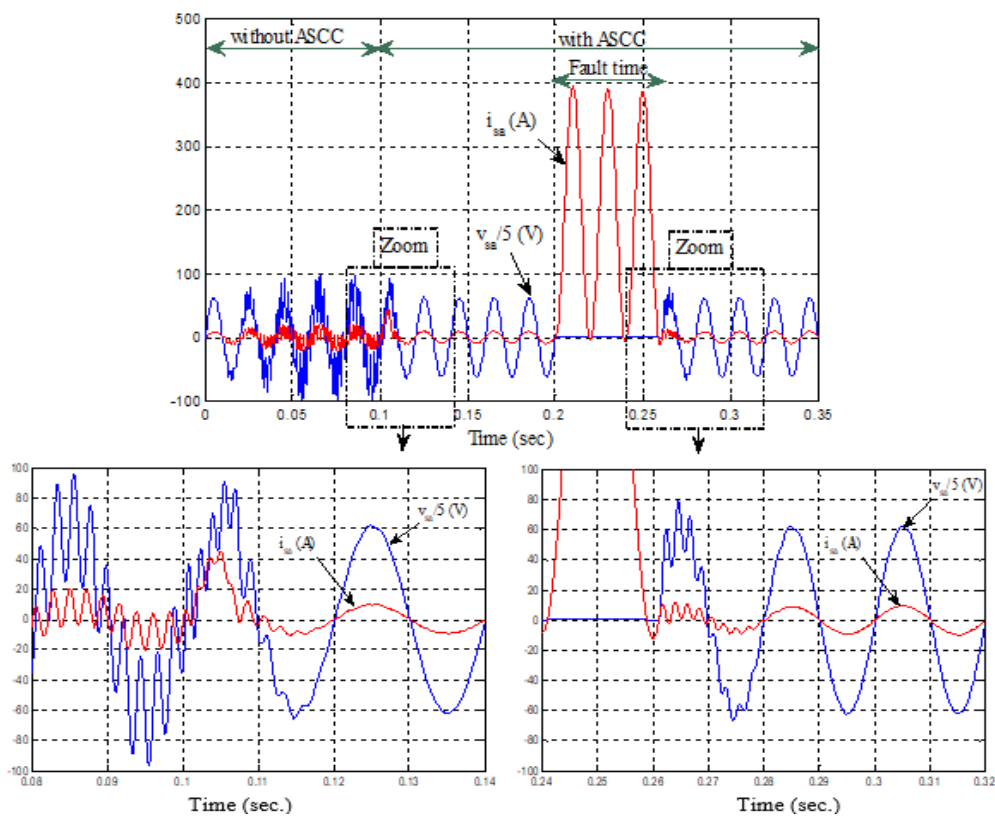 500
400
300
200
100
0
-100
without ASCC
with ASCC
Fault time
i_sa (A)
v_sa/5 (V)
Zoom
Zoom
0 0.05 0.1 0.15 0.2 0.25 0.3 0.35
Time (sec)
100
80
60
40
20
0
-20
-40
-60
-80
-100
v_sa/5 (V)
i_sa (A)
0.08 0.09 0.1 0.11 0.12 0.13 0.14
Time (sec.)
100
80
60
40
20
0
-20
-40
-60
-80
-100
v_sa/5 (V)
i_sa (A)
0.24 0.25 0.26 0.27 0.28 0.29 0.3 0.31 0.32
Time (sec.)